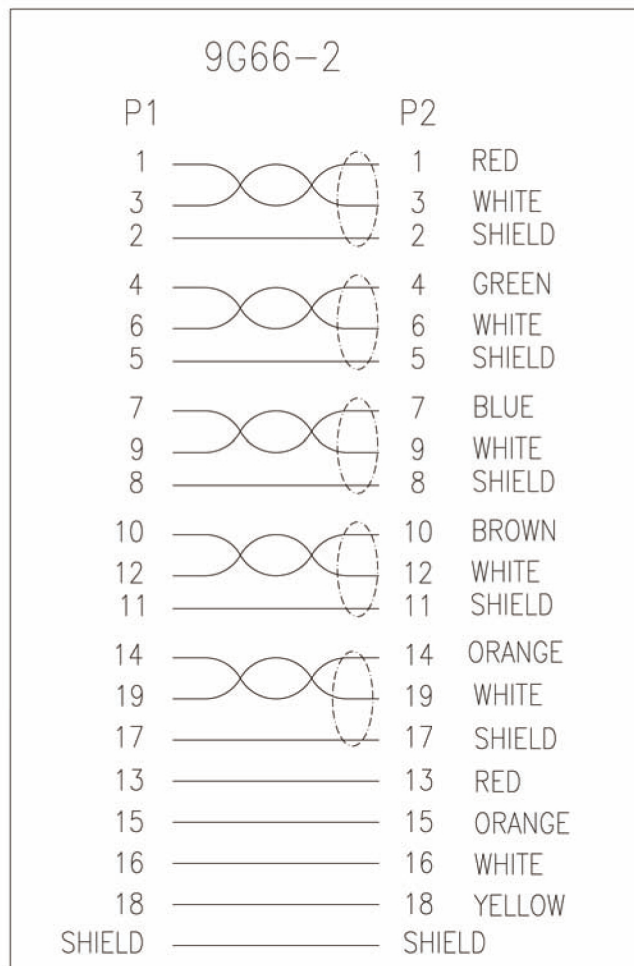 9G66-2
P1 P2
1 1 RED
3 3 WHITE
2 2 SHIELD
4 4 GREEN
6 6 WHITE
5 5 SHIELD
7 7 BLUE
9 9 WHITE
8 8 SHIELD
10 10 BROWN
12 12 WHITE
11 11 SHIELD
14 14 ORANGE
19 19 WHITE
17 17 SHIELD
13 13 RED
15 15 ORANGE
16 16 WHITE
18 18 YELLOW
SHIELD SHIELD